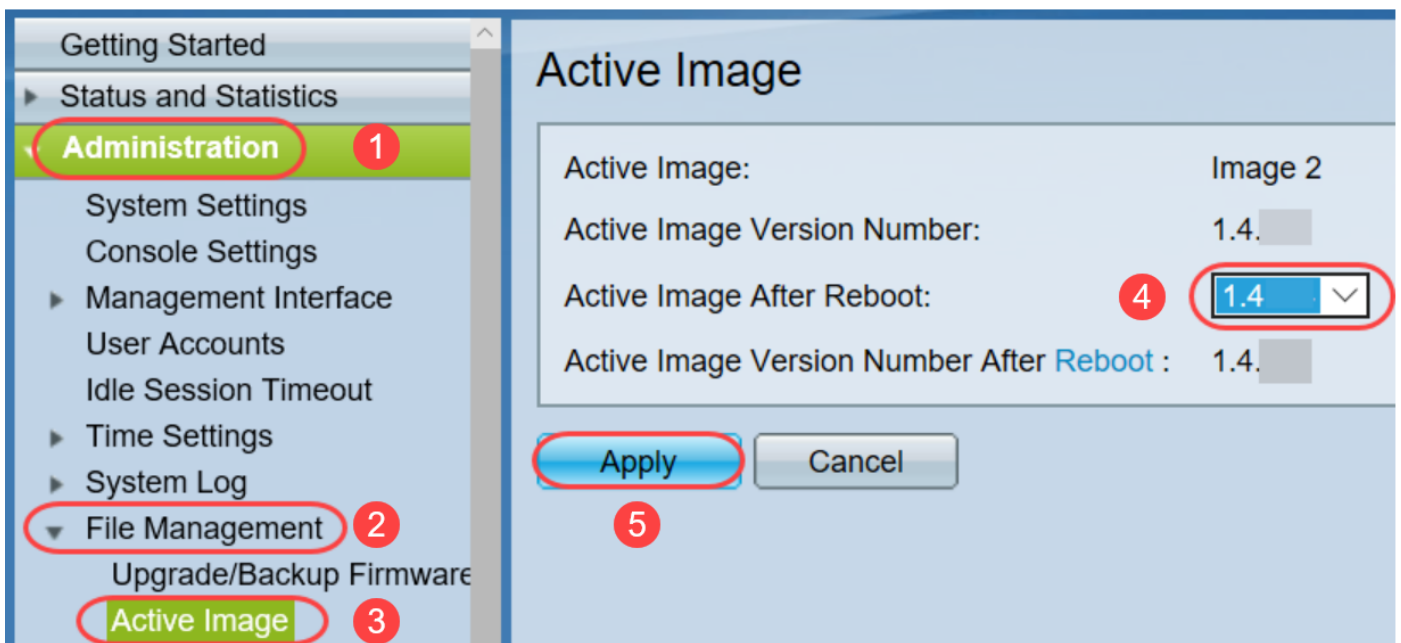 Getting Started
Status and Statistics
Administration 1
System Settings
Console Settings
Management Interface
User Accounts
Idle Session Timeout
Time Settings
System Log
File Management 2
Upgrade/Backup Firmware
Active Image 3
Active Image
Active Image: Image 2
Active Image Version Number: 1.4.
Active Image After Reboot: 4 1.4
Active Image Version Number After Reboot : 1.4.
Apply Cancel
5